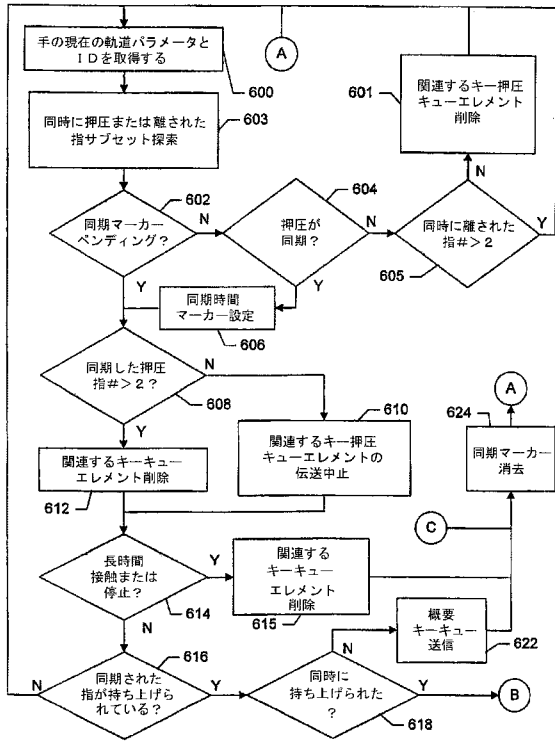 手の現在の軌道パラメータと
IDを取得する
600
A
601
関連するキー押圧
キューエレメント
削除
同時に押圧または離された
指サブセット探索
603
602
同期マーカー
ペンディング?
N
Y
604
押圧が
同期?
N
Y
同時に離された
指#>2
605
N
Y
同期時間
マーカー設定
606
同期した押圧
指#>2?
608
N
Y
610
関連するキー押圧
キューエレメントの
伝送中止
関連するキーキュー
エレメント削除
612
624
A
同期マーカー
消去
C
長時間
接触または
停止?
614
Y
N
関連する
キーキュー
エレメント
削除
615
概要
キーキュー
送信
622
616
同期された
指が持ち上げら
れている?
N
Y
同時に
持ち上げられた
?
618
N
Y
B